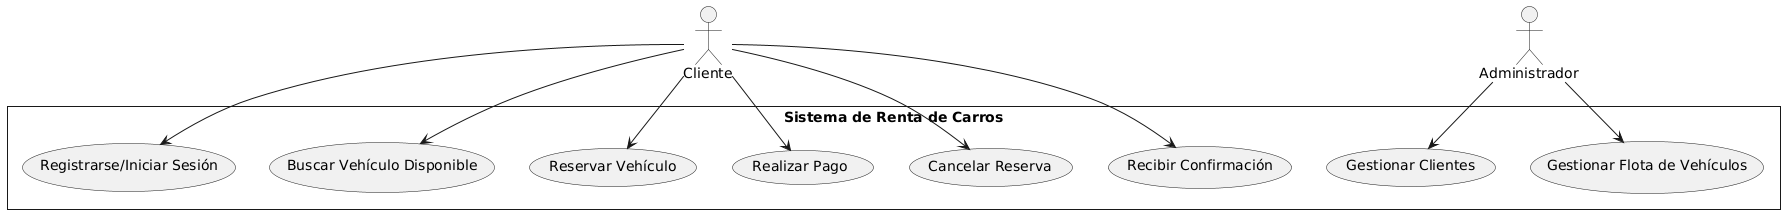 Cliente
Administrador
Sistema de Renta de Carros
Registrarse/Iniciar Sesión
Buscar Vehículo Disponible
Reservar Vehículo
Realizar Pago
Cancelar Reserva
Recibir Confirmación
Gestionar Clientes
Gestionar Flota de Vehículos